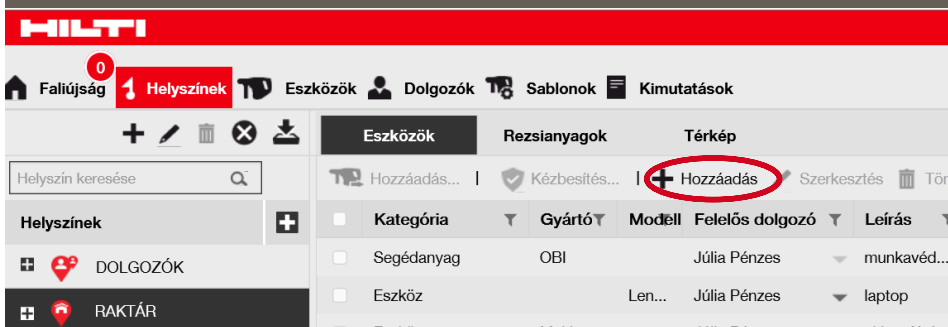 HILTI
0
Faliújság Helyszínek Eszközök Dolgozók Sablonok Kimutatások
Eszközök Rezsianyagok Térkép
Helyszín keresése
Hozzáadás... Kézbesítés... Hozzáadás Szerkesztés
Helyszínek
Kategória Gyártó Modell Felelős dolgozó Leírás
DOLGOZÓK
Segédanyag OBI Júlia Pénzes munkavéd...
RAKTÁR
Eszköz Len... Júlia Pénzes laptop